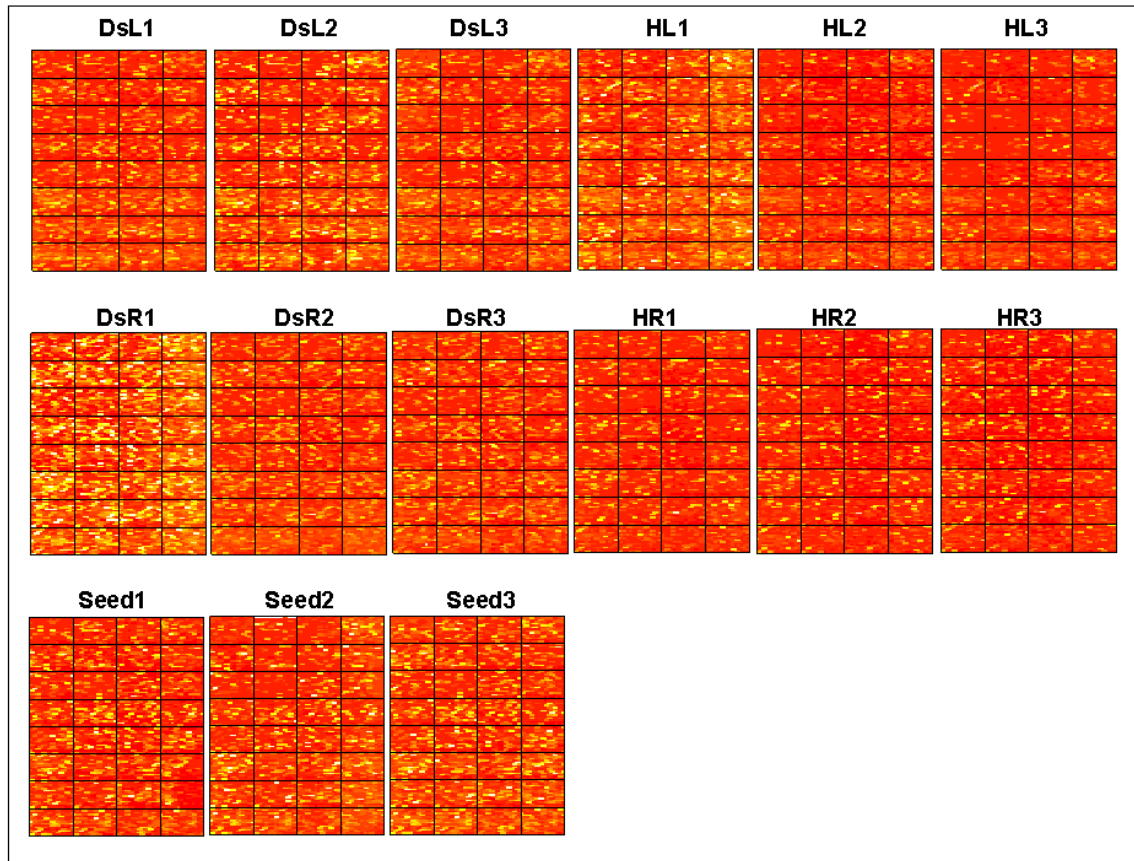 DsL1 DsL2 DsL3 HL1 HL2 HL3
DsR1 DsR2 DsR3 HR1 HR2 HR3
Seed1 Seed2 Seed3